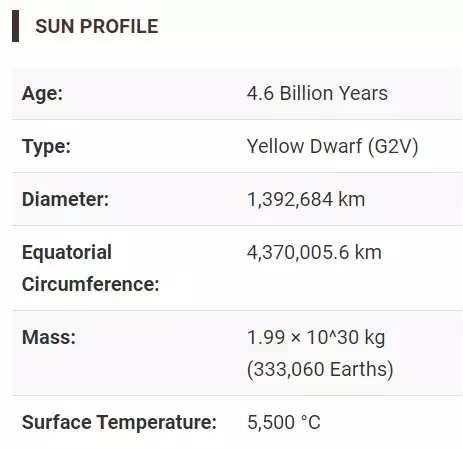 SUN PROFILE
Age: 4.6 Billion Years
Type: Yellow Dwarf (G2V)
Diameter: 1,392,684 km
Equatorial 4,370,005.6 km
Circumference:
Mass: 1.99 × 10^30 kg
(333,060 Earths)
Surface Temperature: 5,500 °C